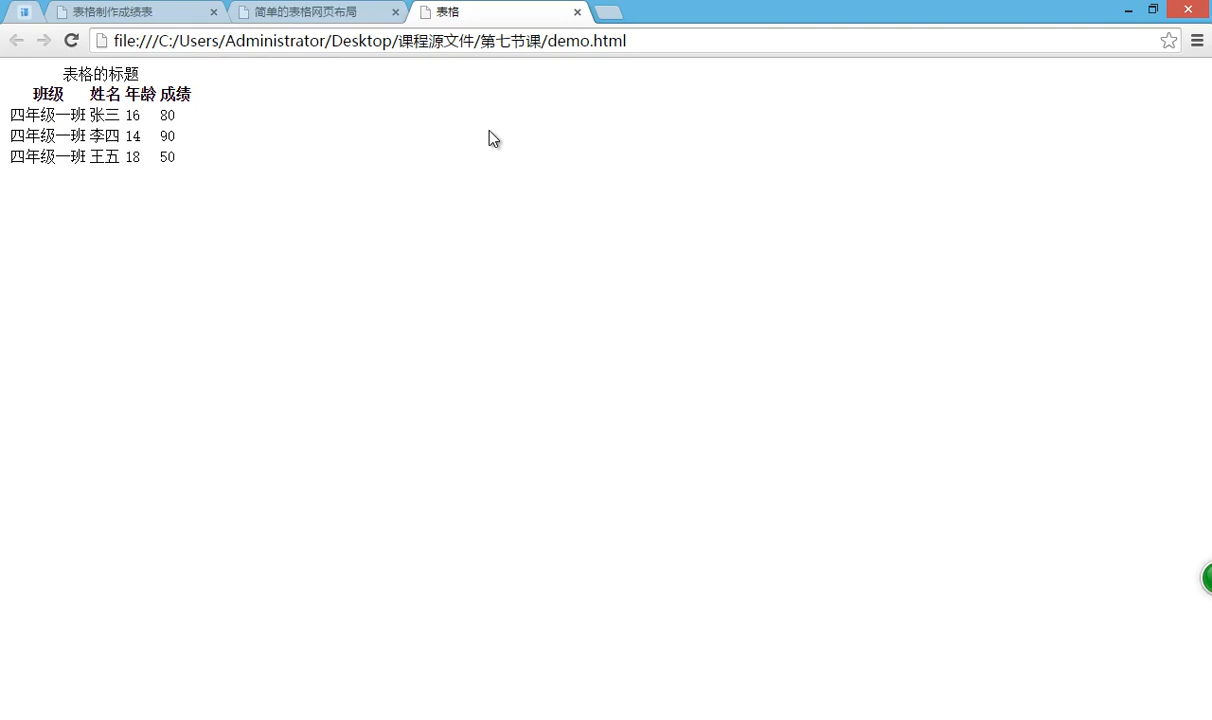 表格制作成绩表 简单的表格网页布局 表格
file:///C:/Users/Administrator/Desktop/课程源文件/第七节课/demo.html
表格的标题
班级 姓名 年龄 成绩
四年级一班 张三 16 80
四年级一班 李四 14 90
四年级一班 王五 18 50